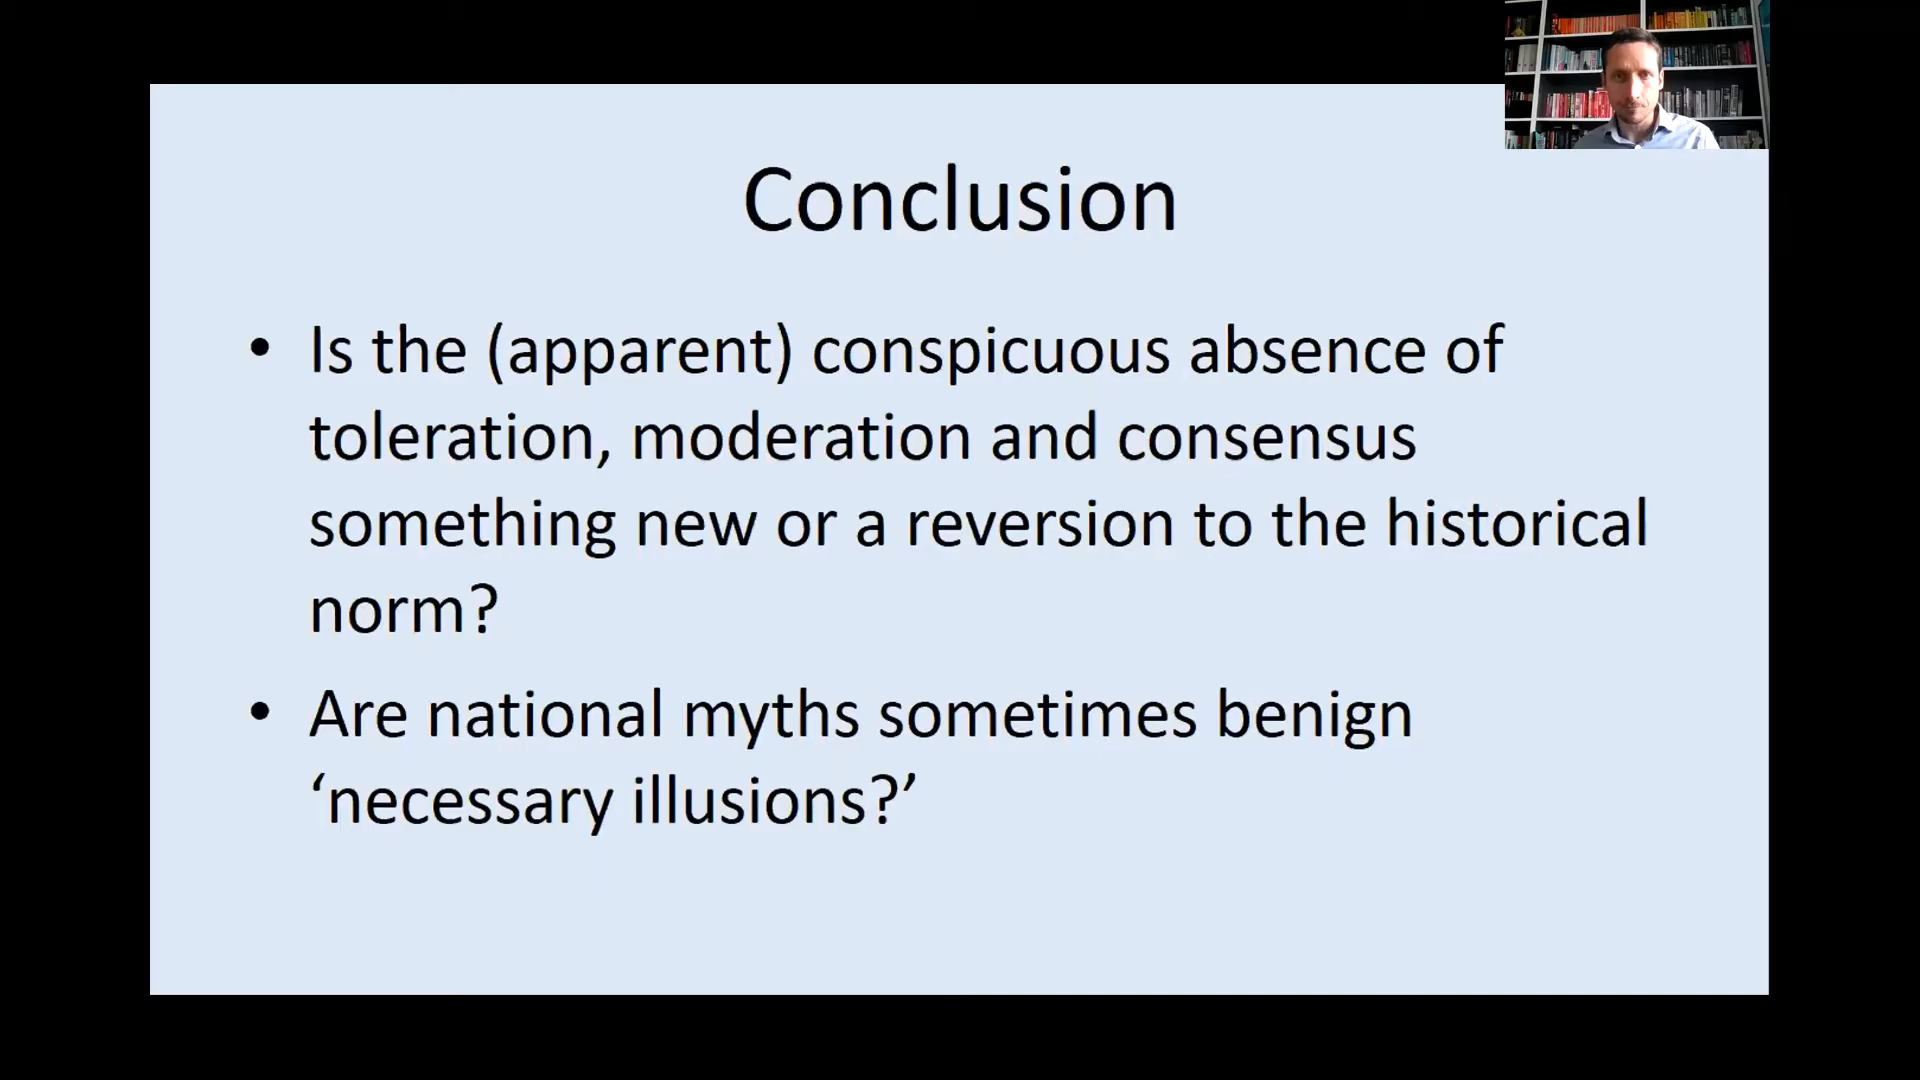 Conclusion
• Is the (apparent) conspicuous absence of
toleration, moderation and consensus
something new or a reversion to the historical
norm?
• Are national myths sometimes benign
‘necessary illusions?’